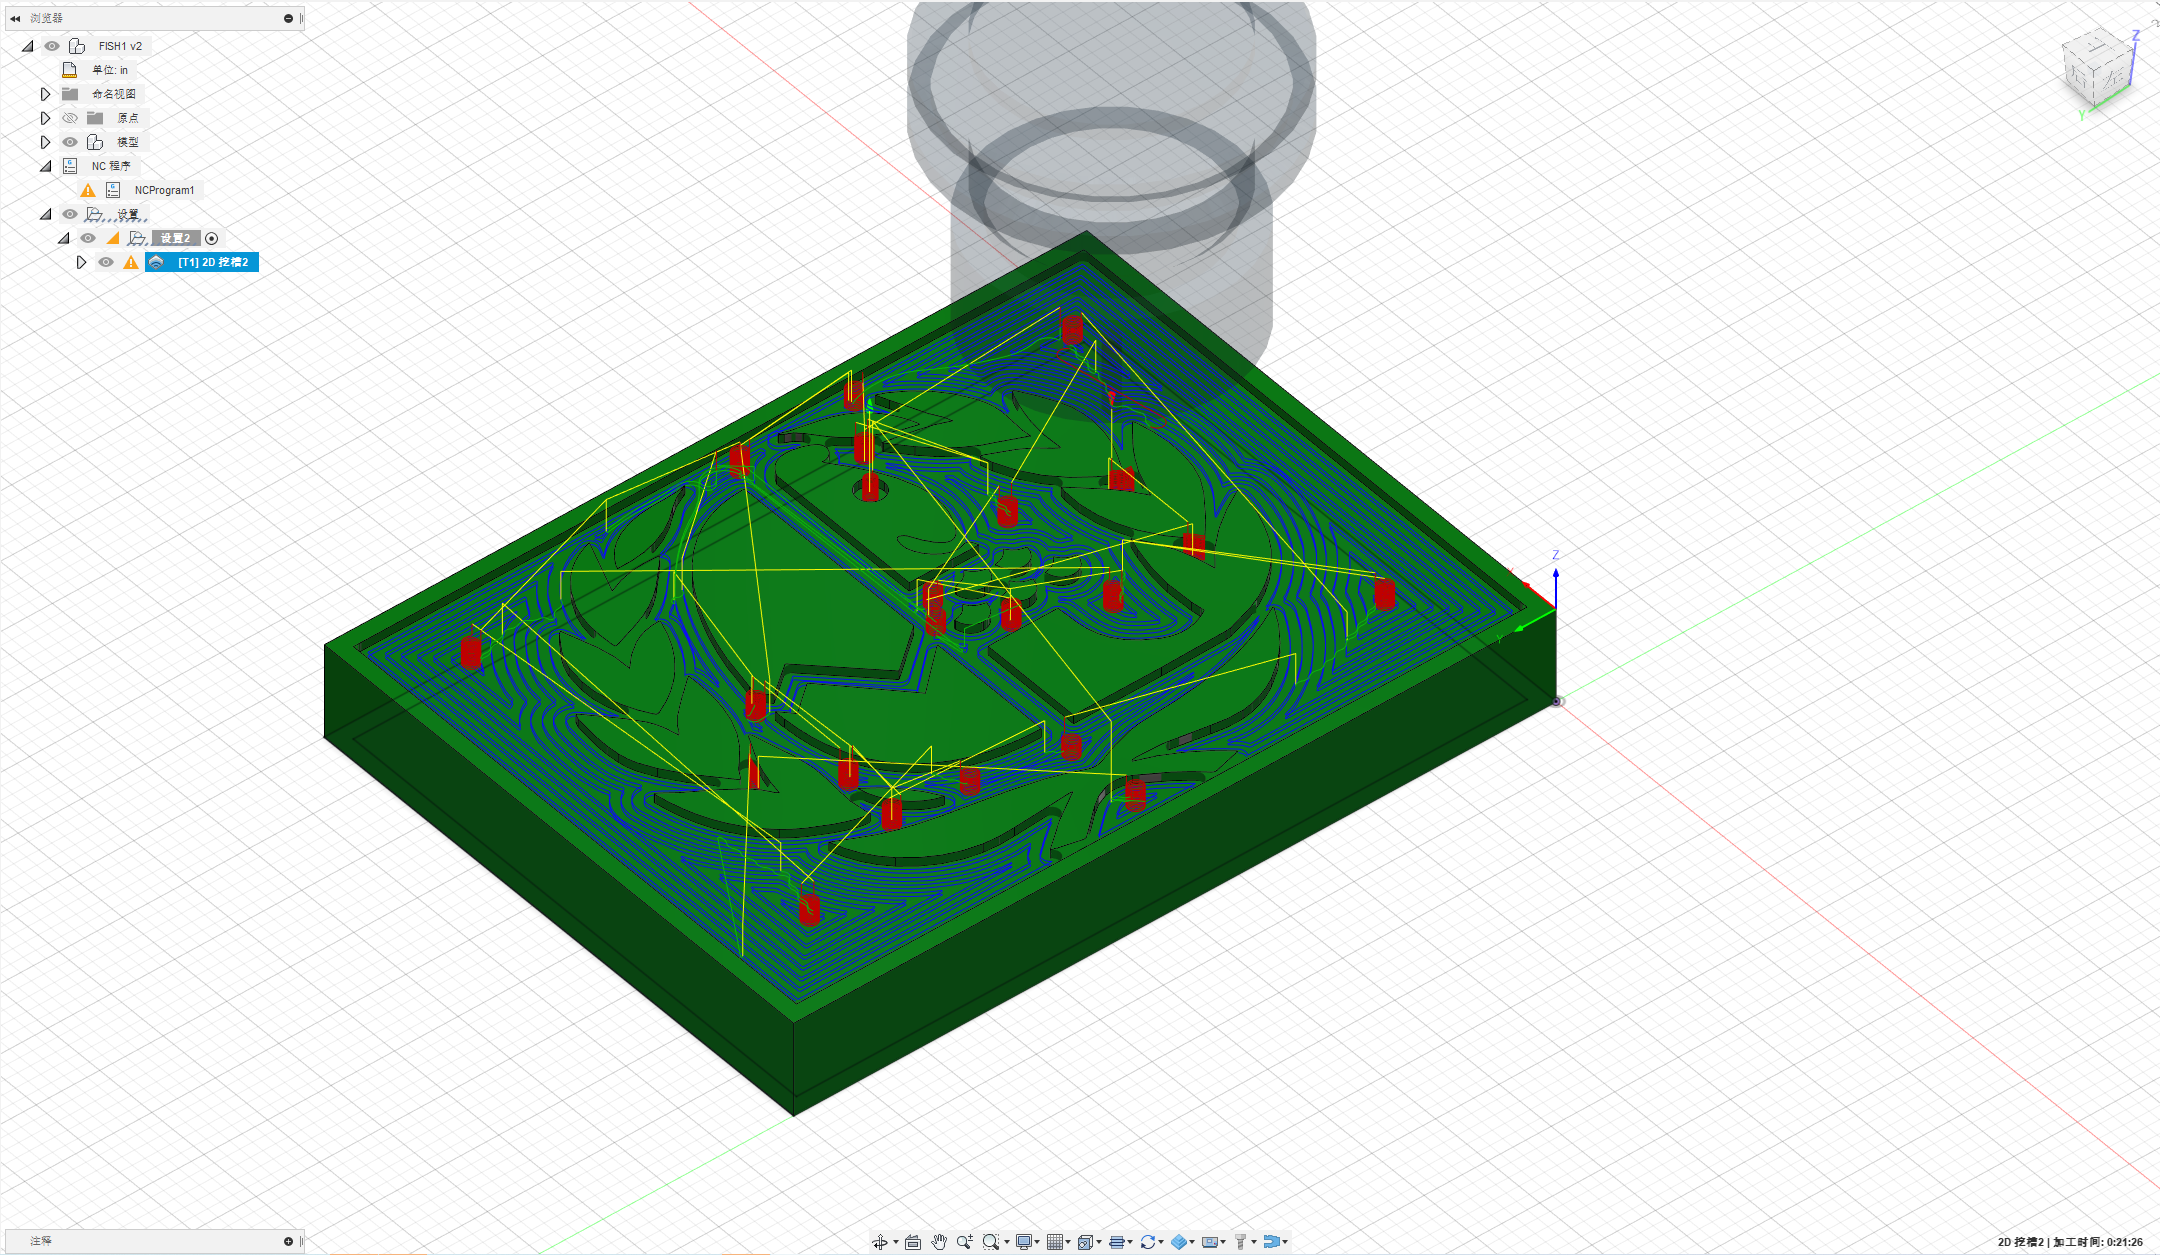 浏览器
FISH1 v2
单位: in
命名视图
原点
模型
NC 程序
NCProgram1
设置
设置2
[T1] 2D 挖槽2
Z
Y
Z
Y
注释
2D 挖槽2 | 加工时间: 0:21:26